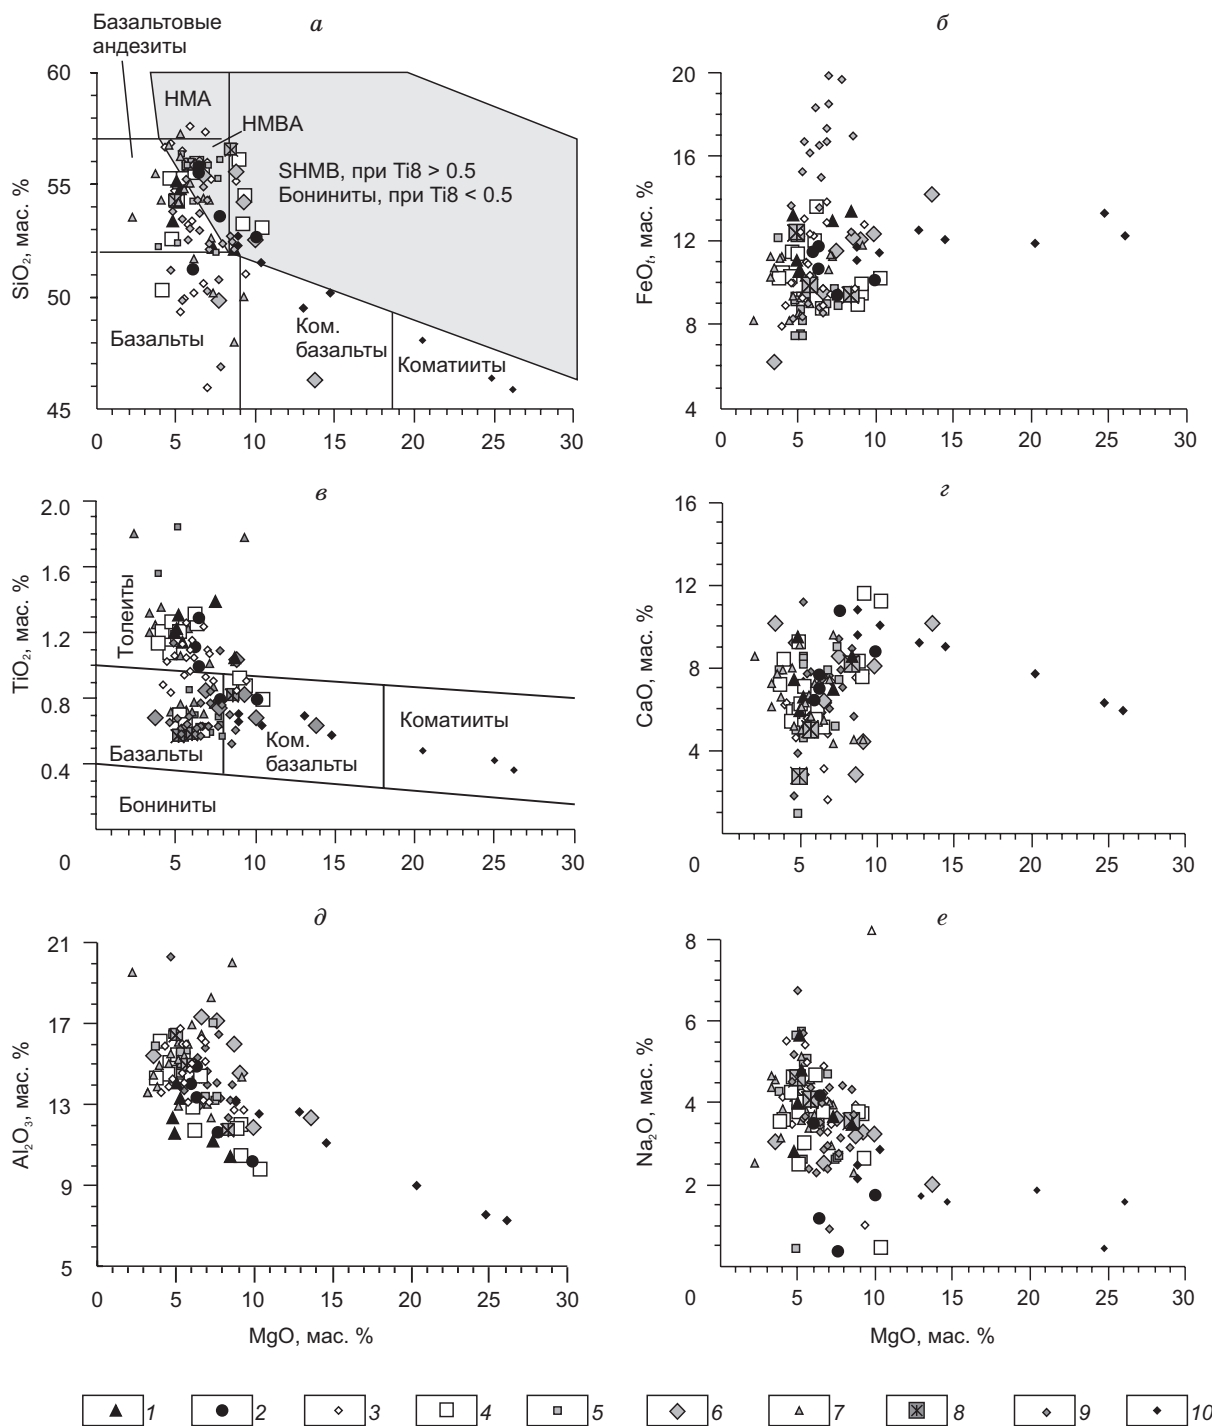 а
Базальтовые
андезиты
60
HMA
HMBA
55
SHMB, при Ti8 > 0.5
Бониниты, при Ti8 < 0.5
SiO₂, мас. %
50
Базальты
Ком.
базальты
Коматииты
45
0 5 10 15 20 25 30
б
20
16
12
8
4
FeOt, мас. %
0 5 10 15 20 25 30
в
2.0
1.6
1.2
0.8
0.4
0
TiO₂, мас. %
Толеиты
Базальты
Ком.
базальты
Коматииты
Бониниты
5 10 15 20 25 30
г
16
12
8
4
0
CaO, мас. %
5 10 15 20 25 30
д
21
17
13
9
5
Al₂O₃, мас. %
0 5 10 15 20 25 30
MgO, мас. %
е
8
6
4
2
0
Na₂O, мас. %
5 10 15 20 25 30
MgO, мас. %
1 2 3 4 5 6 7 8 9 10